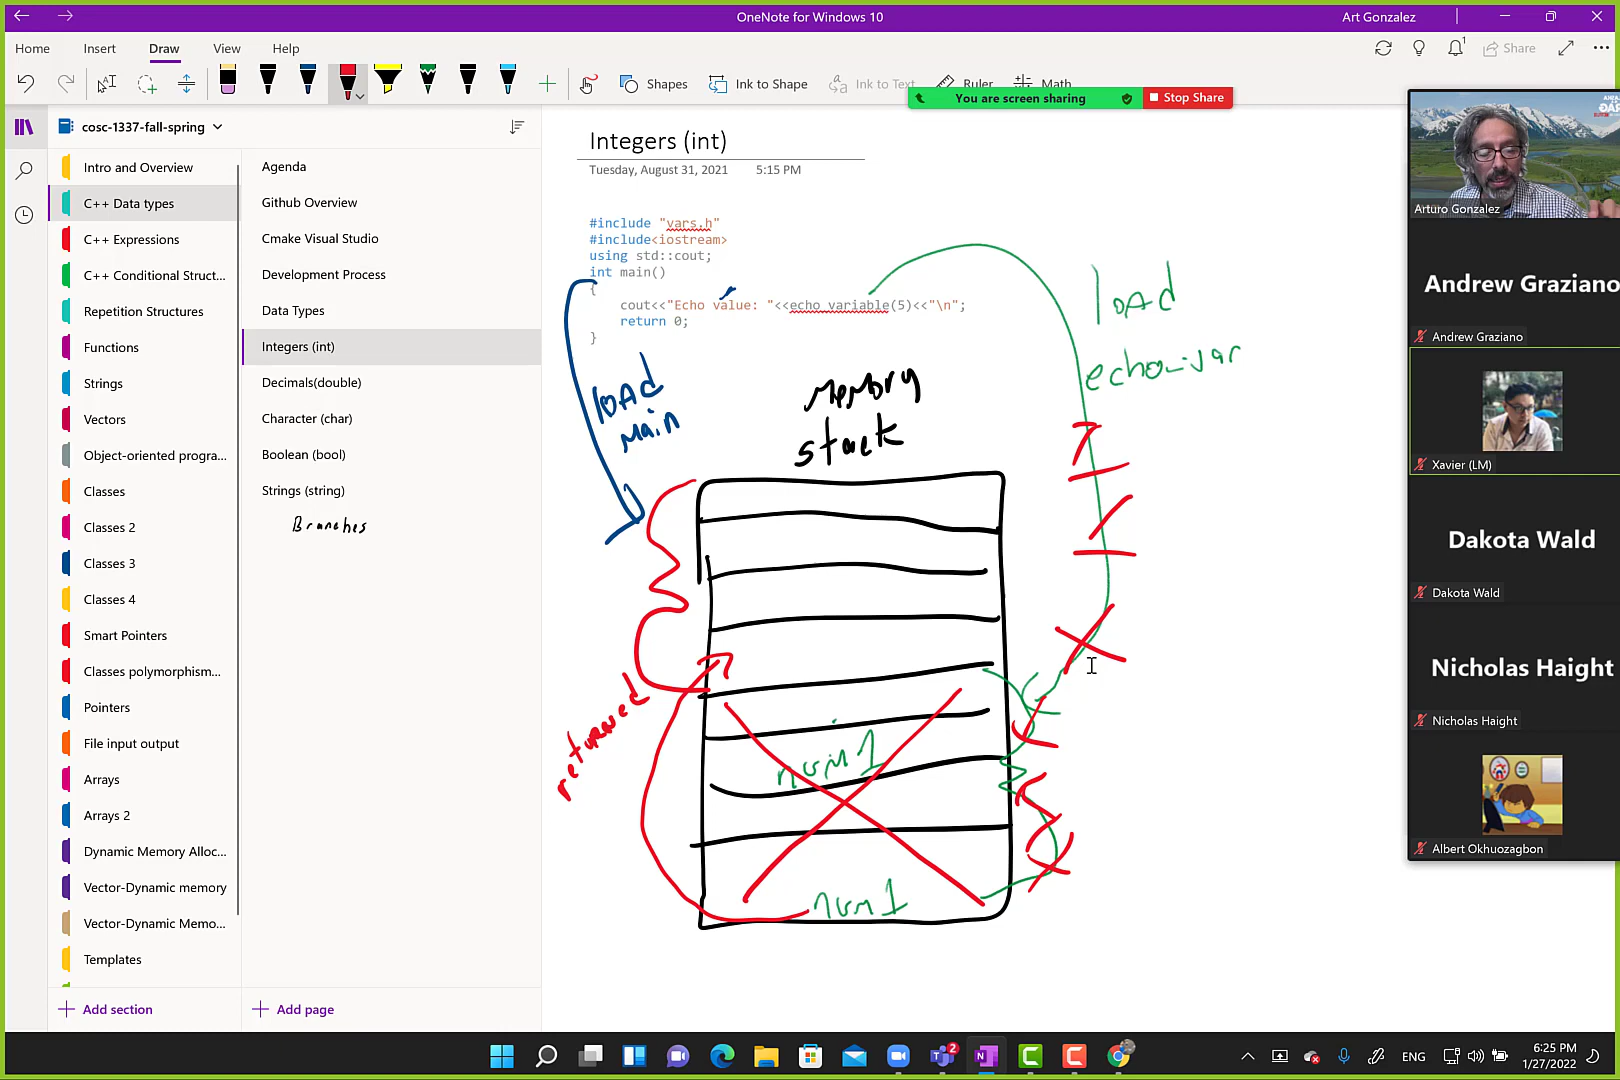 OneNote for Windows 10
Art Gonzalez
Home
Insert
Draw
View
Help
Share
Shapes
Ink to Shape
Ink to Text
Ruler
Math
You are screen sharing
Stop Share
cosc-1337-fall-spring
Intro and Overview
C++ Data types
C++ Expressions
C++ Conditional Struct...
Repetition Structures
Functions
Strings
Vectors
Object-oriented progra...
Classes
Classes 2
Classes 3
Classes 4
Smart Pointers
Classes polymorphism...
Pointers
File input output
Arrays
Arrays 2
Dynamic Memory Alloc...
Vector-Dynamic memory
Vector-Dynamic Memo...
Templates
Add section
Agenda
Github Overview
Cmake Visual Studio
Development Process
Data Types
Integers (int)
Decimals(double)
Character (char)
Boolean (bool)
Strings (string)
Branches
Add page
Integers (int)
Tuesday, August 31, 2021 5:15 PM
#include "vars.h"
#include<iostream>
using std::cout;
int main()
{
cout<<"Echo value: "<<echo_variable(5)<<"\n";
return 0;
}
load
main
memory
stack
load
echo_var
returned
num1
num1
Arturo Gonzalez
Andrew Graziano
Andrew Graziano
Xavier (LM)
Dakota Wald
Dakota Wald
Nicholas Haight
Nicholas Haight
Albert Okhuozagbon
2
ENG
6:25 PM
1/27/2022